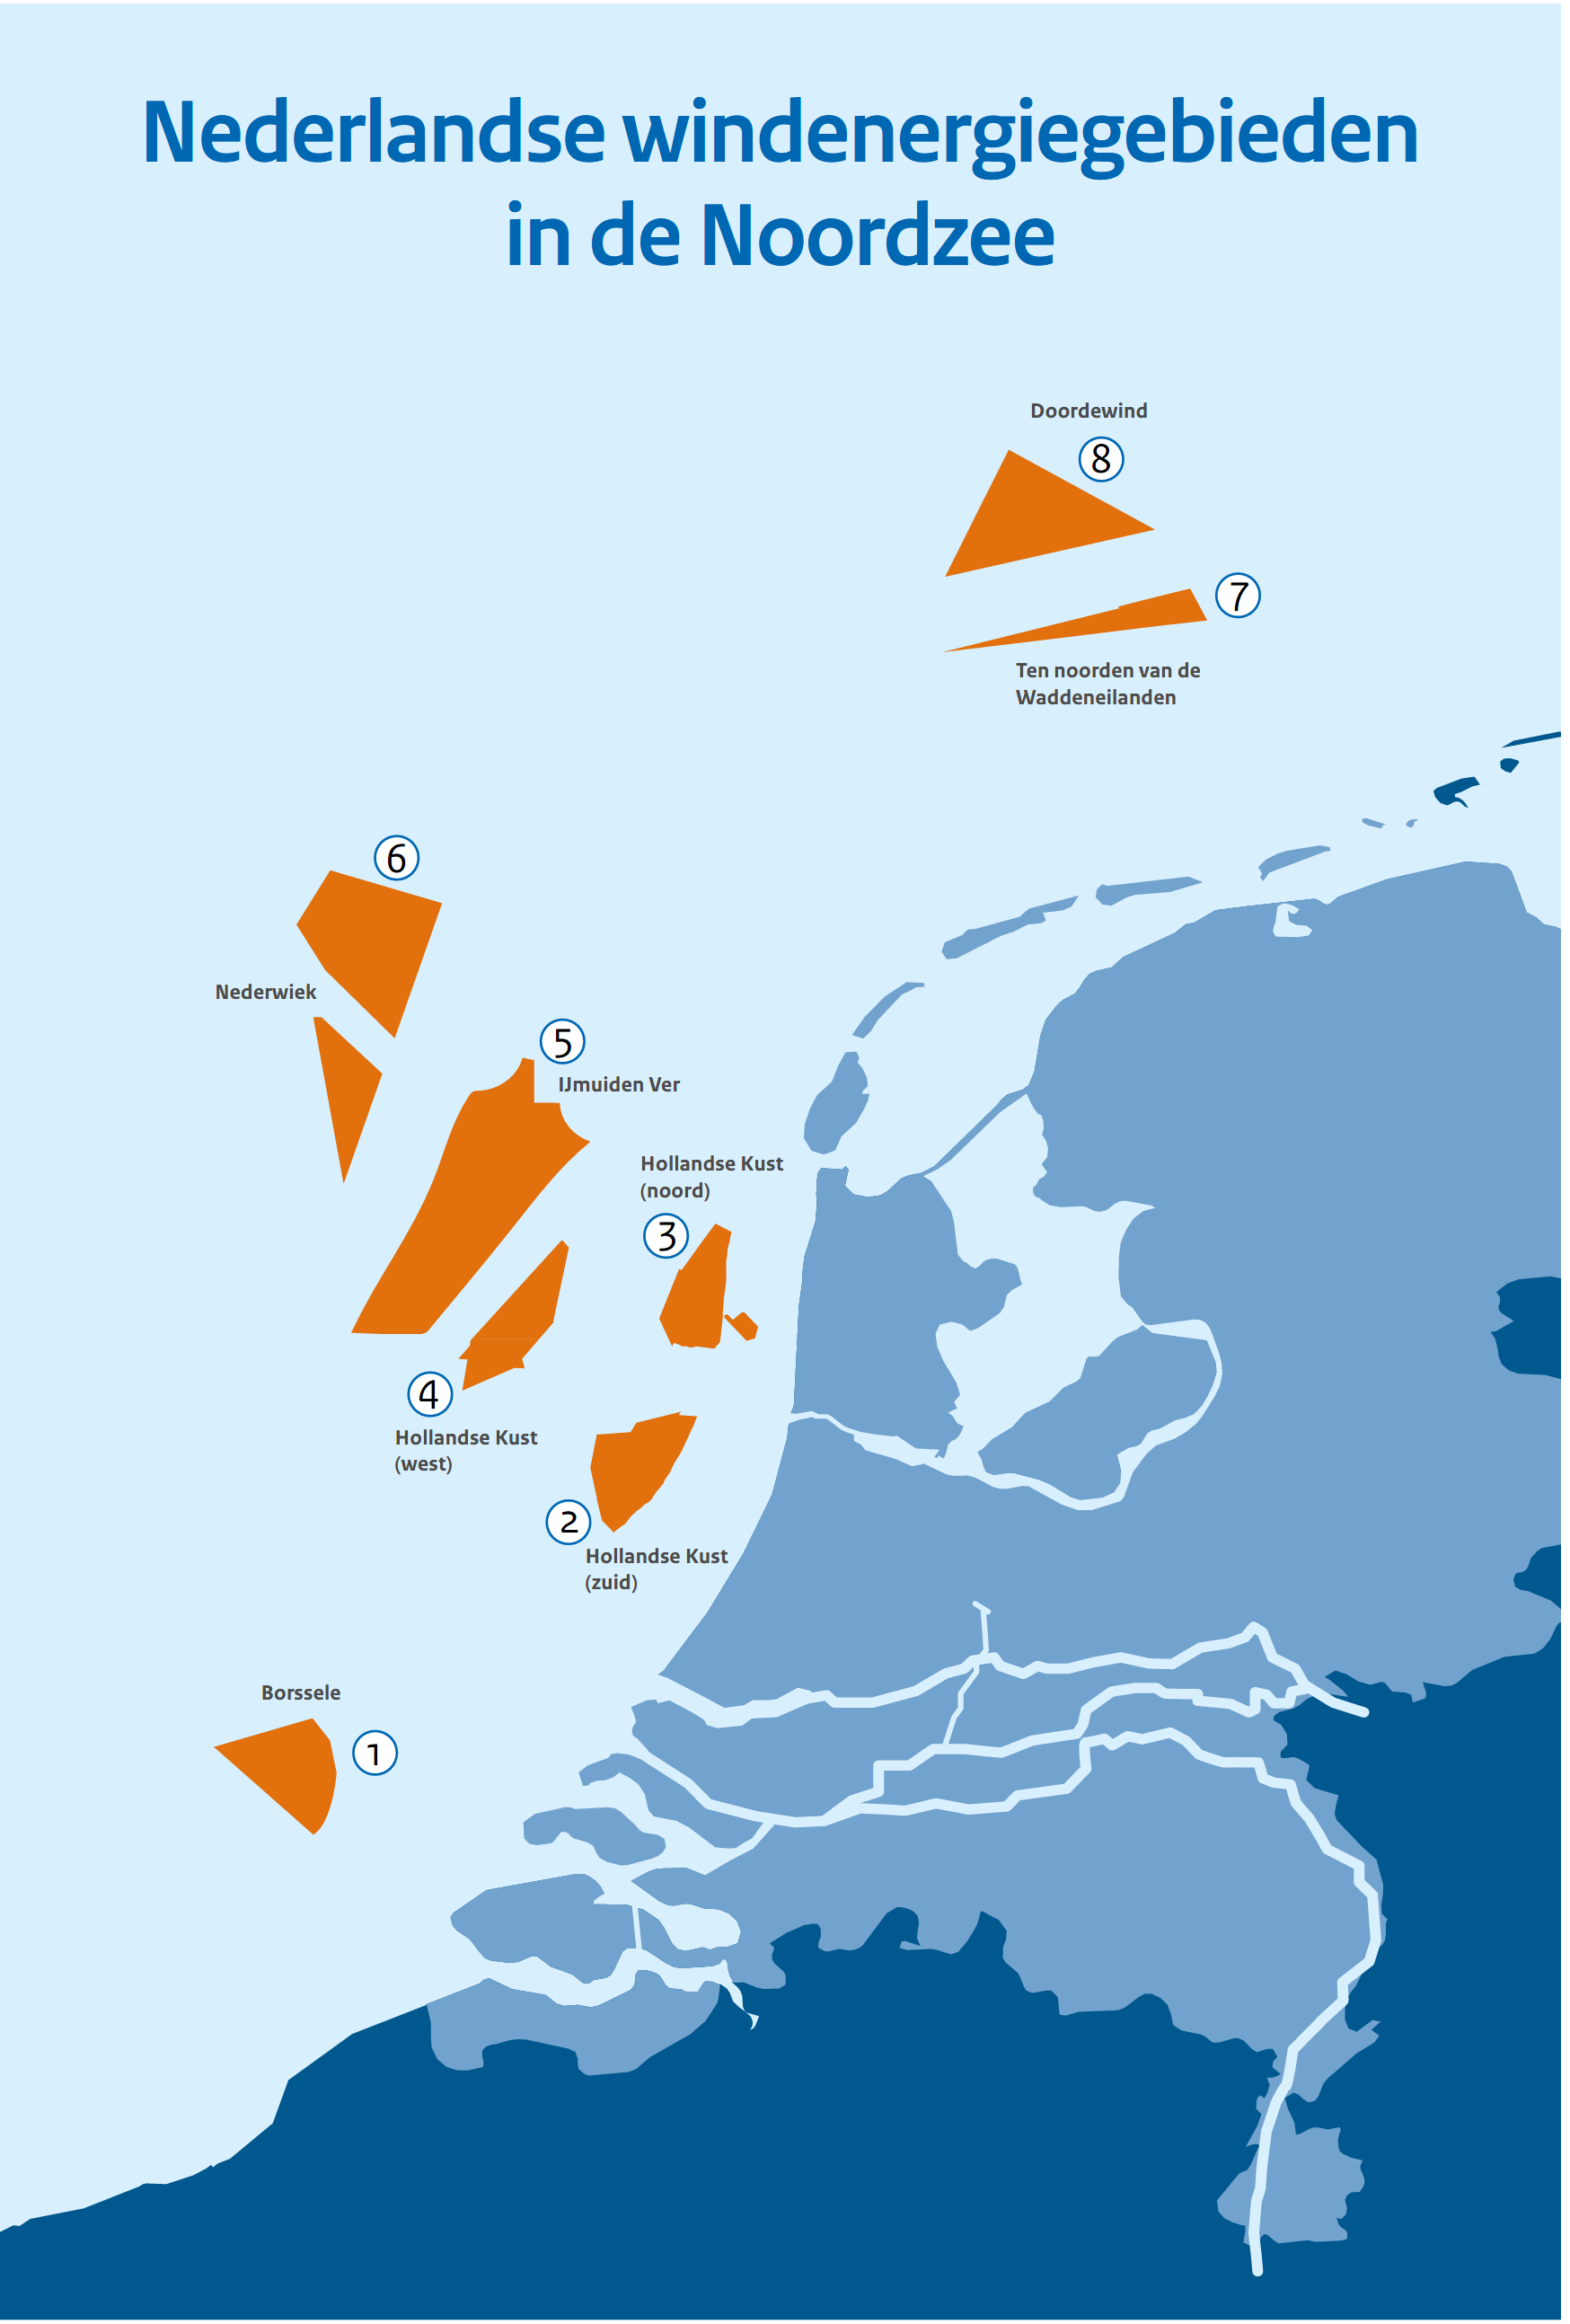 Nederlandse windenergiegebieden
in de Noordzee
Doordewind
8
7
Ten noorden van de
Waddeneilanden
6
Nederwiek
5
IJmuiden Ver
Hollandse Kust
(noord)
3
4
Hollandse Kust
(west)
2
Hollandse Kust
(zuid)
Borssele
1